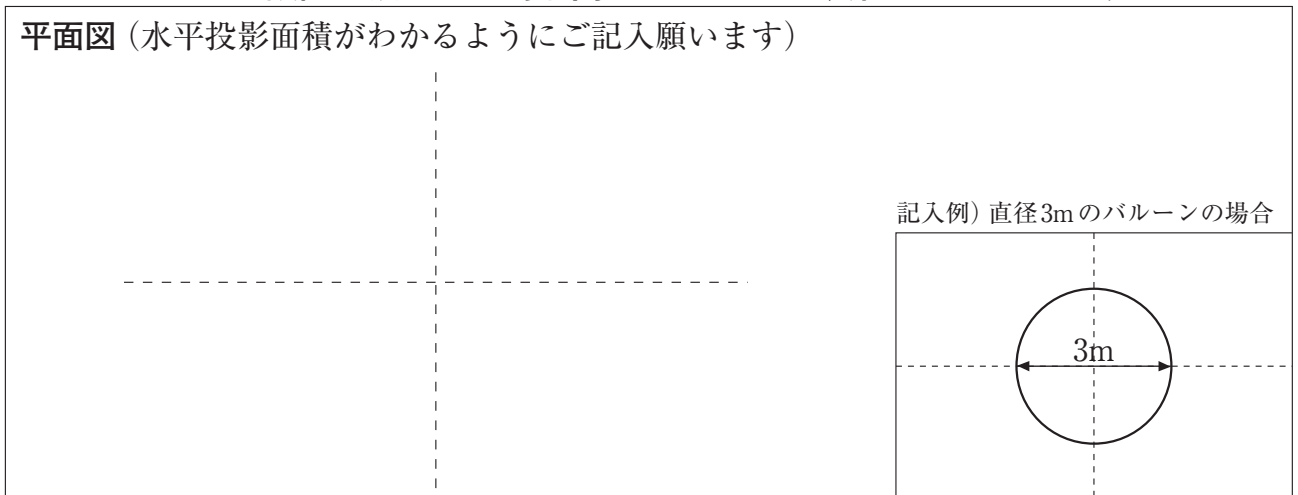 平面図（水平投影面積がわかるようにご記入願います）
記入例）直径3mのバルーンの場合
3m